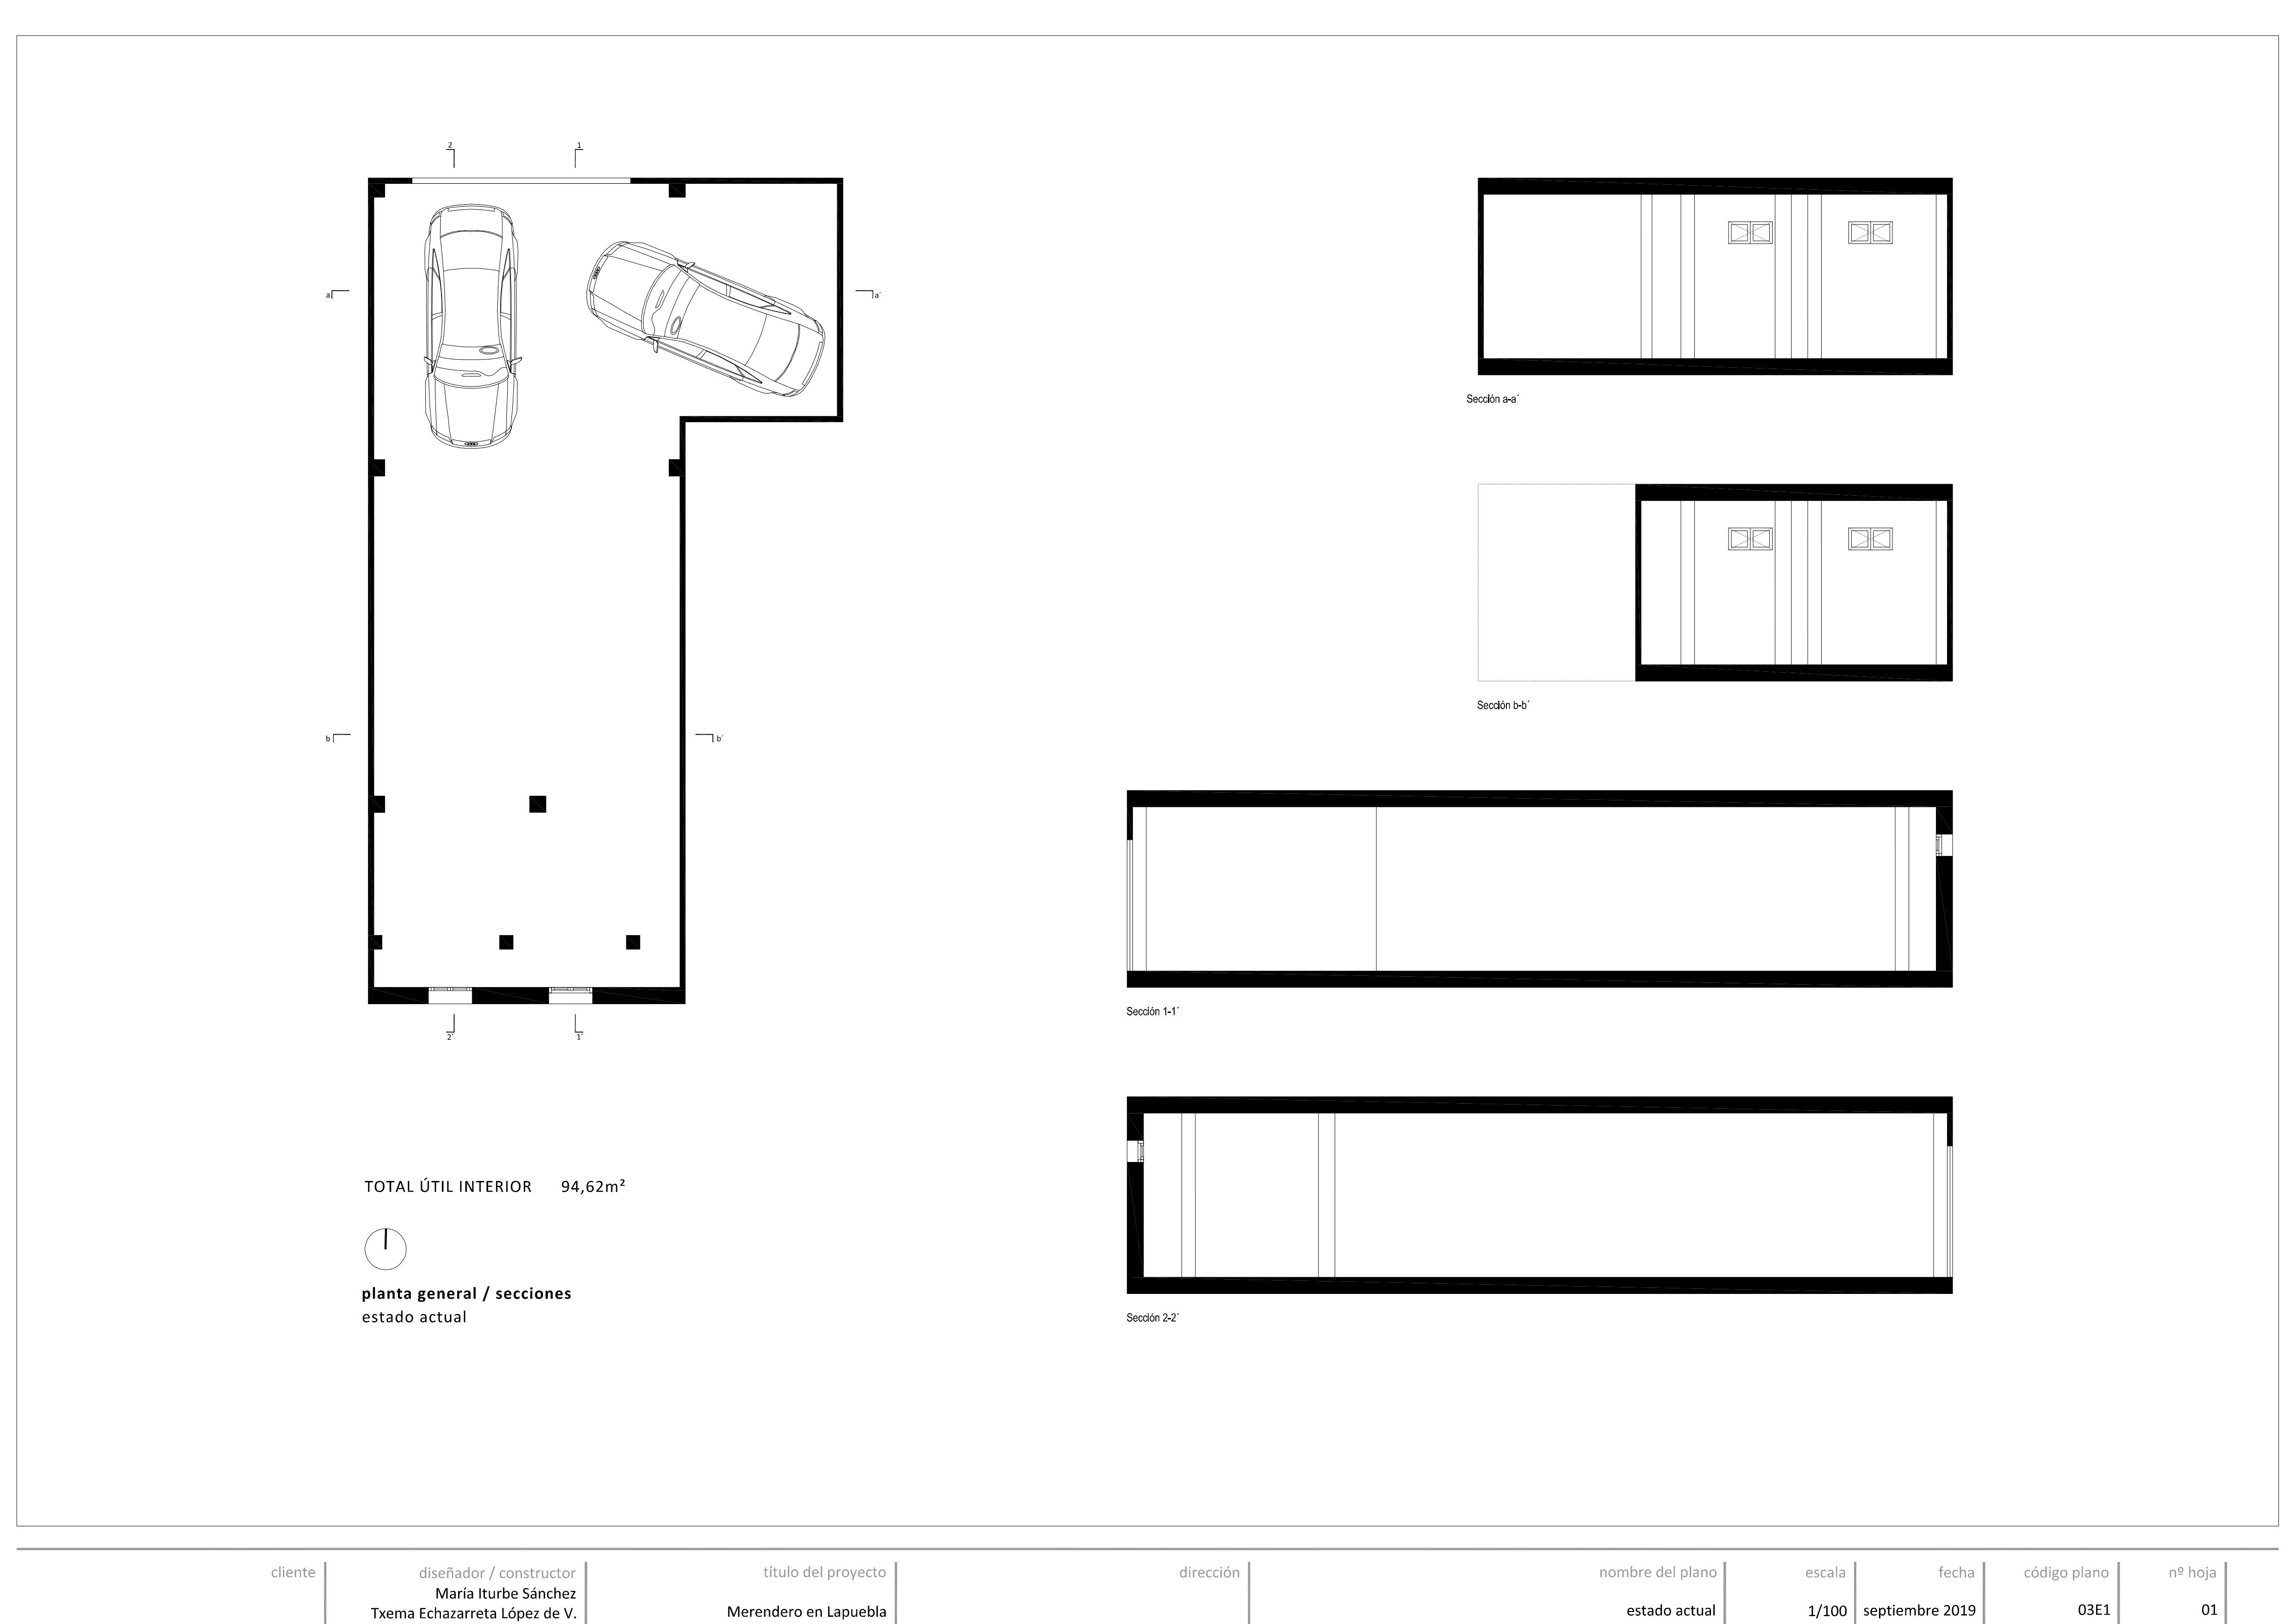 2 1
a a´
b b´
2´ 1´
Sección a-a´
Sección b-b´
Sección 1-1´
Sección 2-2´
TOTAL ÚTIL INTERIOR 94,62m²
planta general / secciones
estado actual
cliente
diseñador / constructor
María Iturbe Sánchez
Txema Echazarreta López de V.
título del proyecto
Merendero en Lapuebla
dirección
nombre del plano
estado actual
escala
1/100
fecha
septiembre 2019
código plano
03E1
nº hoja
01